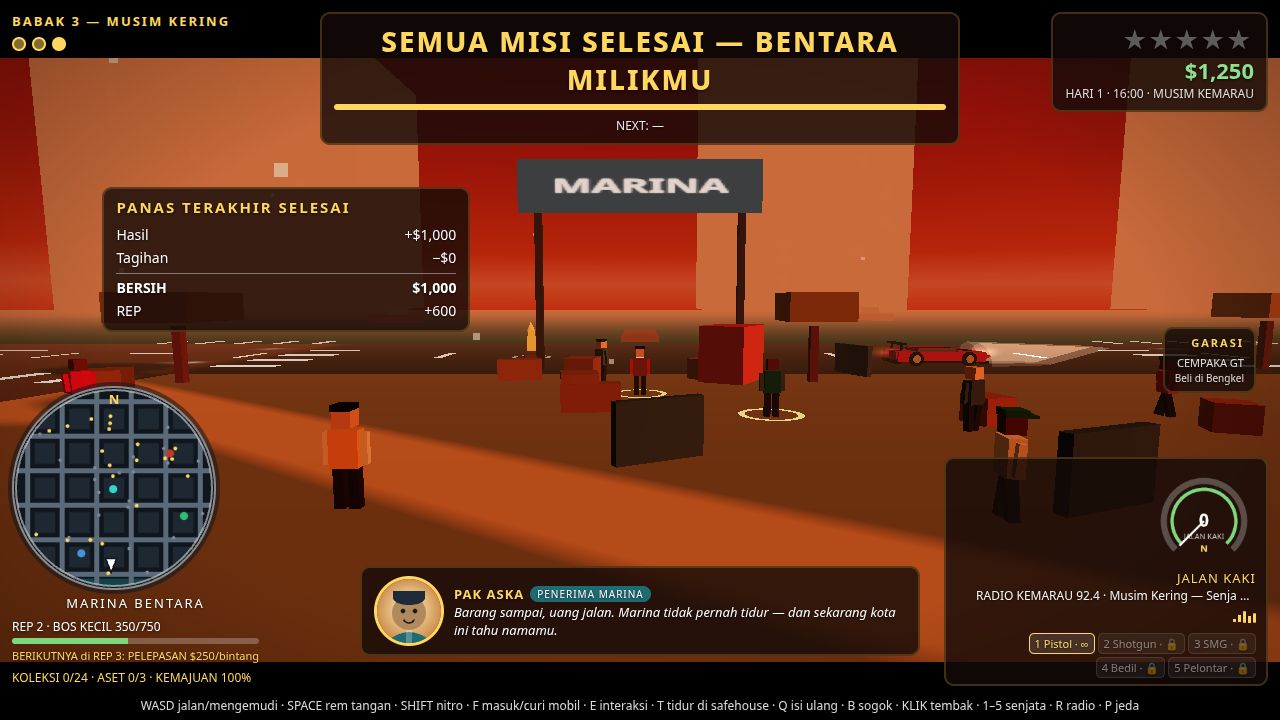 BABAK 3 — MUSIM KERING
SEMUA MISI SELESAI — BENTARA
MILIKMU
NEXT: —
★★★★★
$1,250
HARI 1 · 16:00 · MUSIM KEMARAU
MARINA
PANAS TERAKHIR SELESAI
Hasil +$1,000
Tagihan −$0
BERSIH $1,000
REP +600
GARASI
CEMPAKA GT
Beli di Bengkel
N
MARINA BENTARA
REP 2 · BOS KECIL 350/750
BERIKUTNYA di REP 3: PELEPASAN $250/bintang
KOLEKSI 0/24 · ASET 0/3 · KEMAJUAN 100%
PAK ASKA PENERIMA MARINA
Barang sampai, uang jalan. Marina tidak pernah tidur — dan sekarang kota
ini tahu namamu.
0
JALAN KAKI
N
JALAN KAKI
RADIO KEMARAU 92.4 · Musim Kering — Senja ...
1 Pistol · ∞ 2 Shotgun · 🔒 3 SMG · 🔒
4 Bedil · 🔒 5 Pelontar · 🔒
WASD jalan/mengemudi · SPACE rem tangan · SHIFT nitro · F masuk/curi mobil · E interaksi · T tidur di safehouse · Q isi ulang · B sogok · KLIK tembak · 1–5 senjata · R radio · P jeda